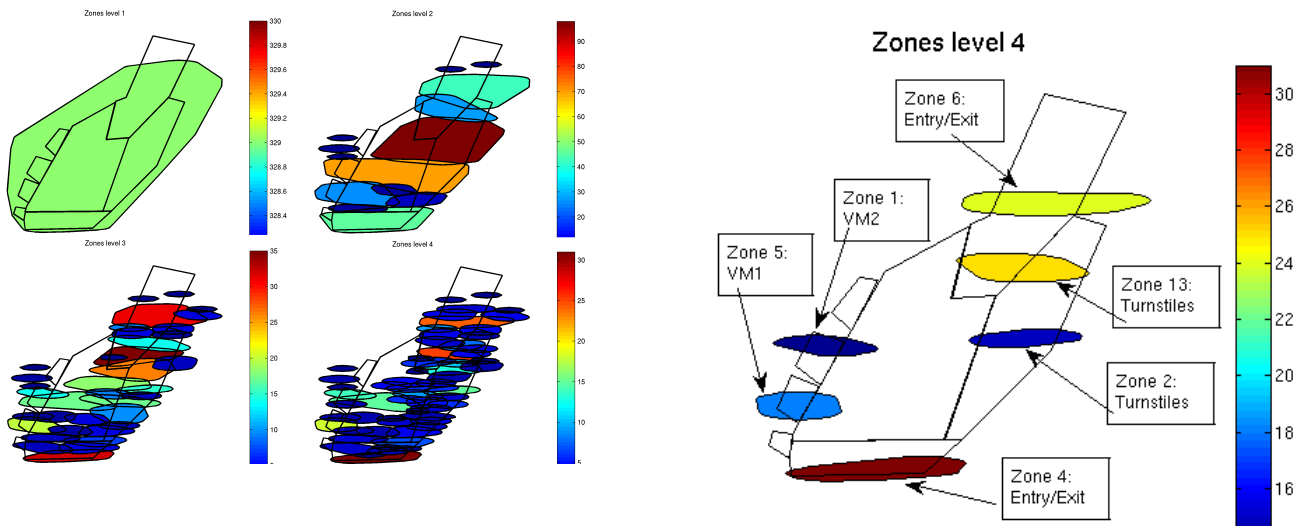 Zones level 1
330
329.8
329.6
329.4
329.2
329
328.8
328.6
328.4
Zones level 2
90
80
70
60
50
40
30
20
Zones level 3
35
30
25
20
15
10
5
Zones level 4
30
25
20
15
10
5
Zones level 4
Zone 6:
Entry/Exit
Zone 1:
VM2
Zone 5:
VM1
Zone 13:
Turnstiles
Zone 2:
Turnstiles
Zone 4:
Entry/Exit
30
28
26
24
22
20
18
16